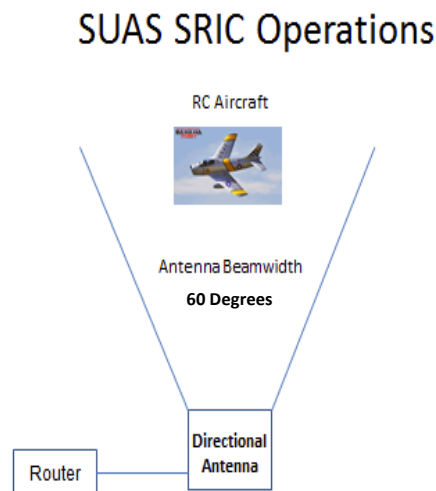 SUAS SRIC Operations
RC Aircraft
Antenna Beamwidth
60 Degrees
Directional
Antenna
Router